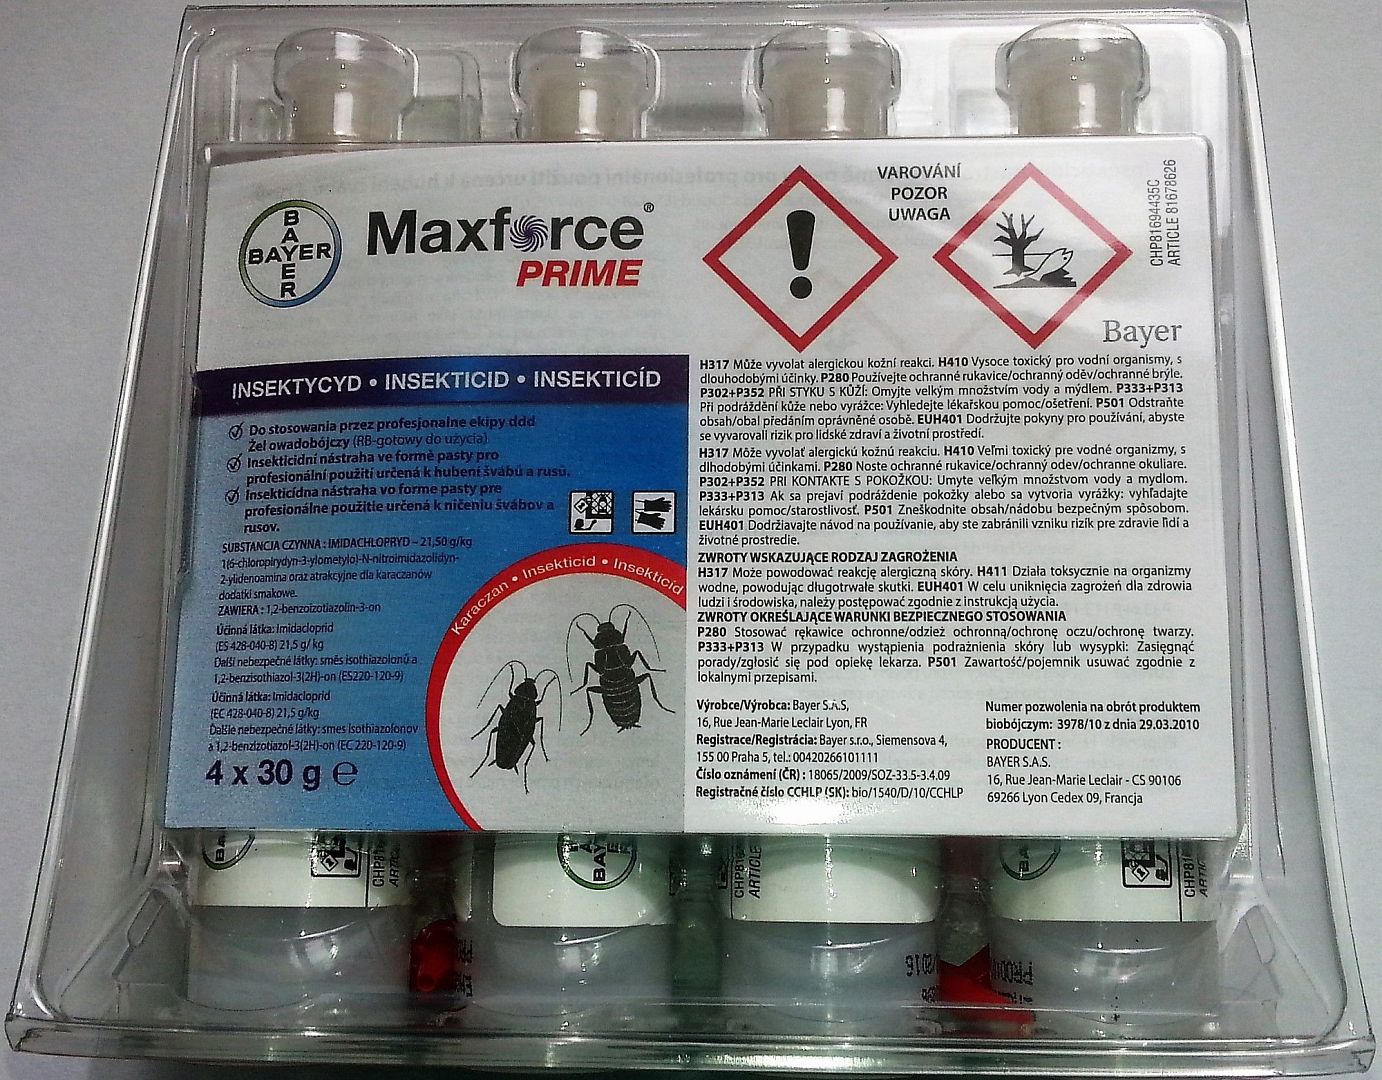 BAYER
BAYER
Maxforce®
PRIME
VAROVÁNÍ
POZOR
UWAGA
CHP81694435C
ARTICLE 81678626
Bayer
INSEKTYCYD • INSEKTICID • INSEKTICÍD
Do stosowania przez profesjonalne ekipy ddd
Żel owadobójczy (RB-gotowy do użycia).
Insekticidní nástraha ve formě pasty pro
profesionální použití určená k hubení švábů a rusů.
Insekticídna nástraha vo forme pasty pre
profesionálne použitie určená k ničeniu švábov a
rusov.
SUBSTANCJA CZYNNA : IMIDACHLOPRYD – 21,50 g/kg
1(6-chloropirydyn-3-ylometylo)-N-nitroimidazolidyn-
2-ylidenoamina oraz atrakcyjne dla karaczanów
dodatki smakowe.
ZAWIERA : 1,2-benzoizotiazolin-3-on
Účinná látka: Imidacloprid
(ES 428-040-8) 21,5 g/ kg
Další nebezpečné látky: směs isothiazolonů a
1,2-benzisothiazol-3(2H)-on (ES220-120-9)
Účinná látka: Imidacloprid
(EC 428-040-8) 21,5 g/kg
Ďalšie nebezpečné látky: smes isothiazolonov
a 1,2-benzizotiazol-3(2H)-on (EC 220-120-9)
4 x 30 g ℮
Karaczan • Insekticid • Insekticíd
H317 Může vyvolat alergickou kožní reakci. H410 Vysoce toxický pro vodní organismy, s
dlouhodobými účinky. P280 Používejte ochranné rukavice/ochranný oděv/ochranné brýle.
P302+P352 PŘI STYKU S KŮŽÍ: Omyjte velkým množstvím vody a mýdlem. P333+P313
Při podráždění kůže nebo vyrážce: Vyhledejte lékařskou pomoc/ošetření. P501 Odstraňte
obsah/obal předáním oprávněné osobě. EUH401 Dodržujte pokyny pro používání, abyste
se vyvarovali rizik pro lidské zdraví a životní prostředí.
H317 Môže vyvolať alergickú kožnú reakciu. H410 Veľmi toxický pre vodné organizmy, s
dlhodobými účinkami. P280 Noste ochranné rukavice/ochranný odev/ochranne okuliare.
P302+P352 PRI KONTAKTE S POKOŽKOU: Umyte veľkým množstvom vody a mydlom.
P333+P313 Ak sa prejaví podráždenie pokožky alebo sa vytvoria vyrážky: vyhľadajte
lekársku pomoc/starostlivosť. P501 Zneškodnite obsah/nádobu bezpečným spôsobom.
EUH401 Dodržiavajte návod na používanie, aby ste zabránili vzniku rizík pre zdravie ľudí a
životné prostredie.
ZWROTY WSKAZUJĄCE RODZAJ ZAGROŻENIA
H317 Może powodować reakcję alergiczną skóry. H411 Działa toksycznie na organizmy
wodne, powodując długotrwałe skutki. EUH401 W celu uniknięcia zagrożeń dla zdrowia
ludzi i środowiska, należy postępować zgodnie z instrukcją użycia.
ZWROTY OKREŚLAJĄCE WARUNKI BEZPIECZNEGO STOSOWANIA
P280 Stosować rękawice ochronne/odzież ochronną/ochronę oczu/ochronę twarzy.
P333+P313 W przypadku wystąpienia podrażnienia skóry lub wysypki: Zasięgnąć
porady/zgłosić się pod opiekę lekarza. P501 Zawartość/pojemnik usuwać zgodnie z
lokalnymi przepisami.
Výrobce/Výrobca: Bayer S.A.S,
16, Rue Jean-Marie Leclair Lyon, FR
Registrace/Registrácia: Bayer s.r.o., Siemensova 4,
155 00 Praha 5, tel.: 00420266101111
Číslo oznámení (ČR) : 18065/2009/SOZ-33.5-3.4.09
Registračné číslo CCHLP (SK): bio/1540/D/10/CCHLP
Numer pozwolenia na obrót produktem
biobójczym: 3978/10 z dnia 29.03.2010
PRODUCENT :
BAYER S.A.S.
16, Rue Jean-Marie Leclair - CS 90106
69266 Lyon Cedex 09, Francja
BAYER